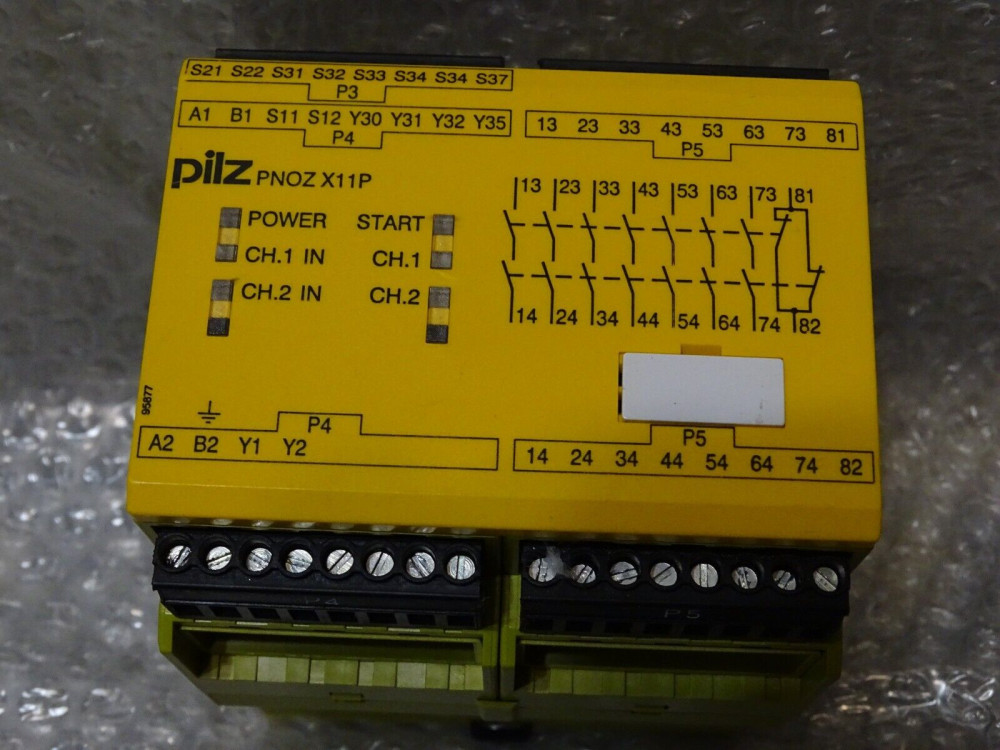 S21 S22 S31 S32 S33 S34 S34 S37
P3
A1 B1 S11 S12 Y30 Y31 Y32 Y35
P4
13 23 33 43 53 63 73 81
P5
pilz PNOZ X11P
POWER START
CH.1 IN CH.1
CH.2 IN CH.2
13 23 33 43 53 63 73 81
14 24 34 44 54 64 74 82
95877
P4
A2 B2 Y1 Y2
P5
14 24 34 44 54 64 74 82
P4
P5